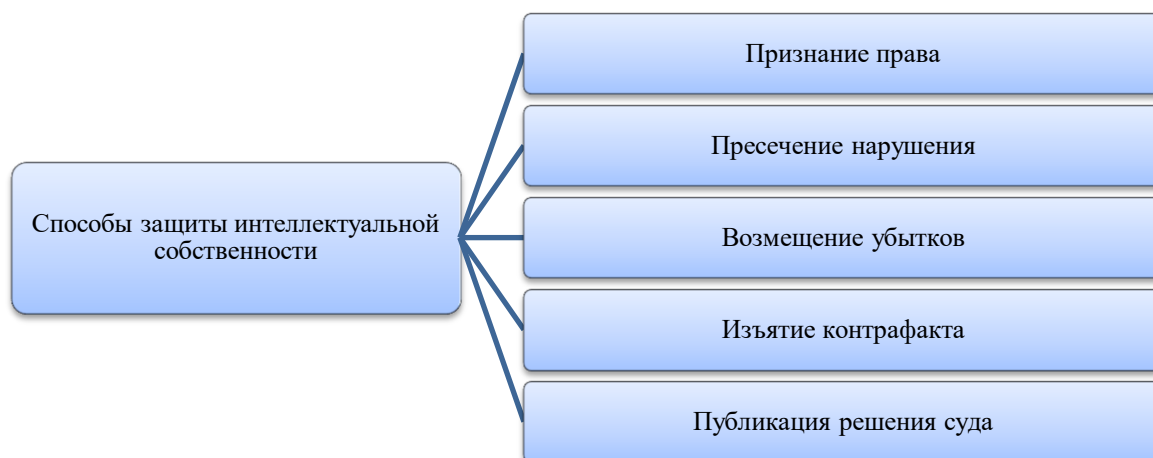 Способы защиты интеллектуальной
собственности
Признание права
Пресечение нарушения
Возмещение убытков
Изъятие контрафакта
Публикация решения суда